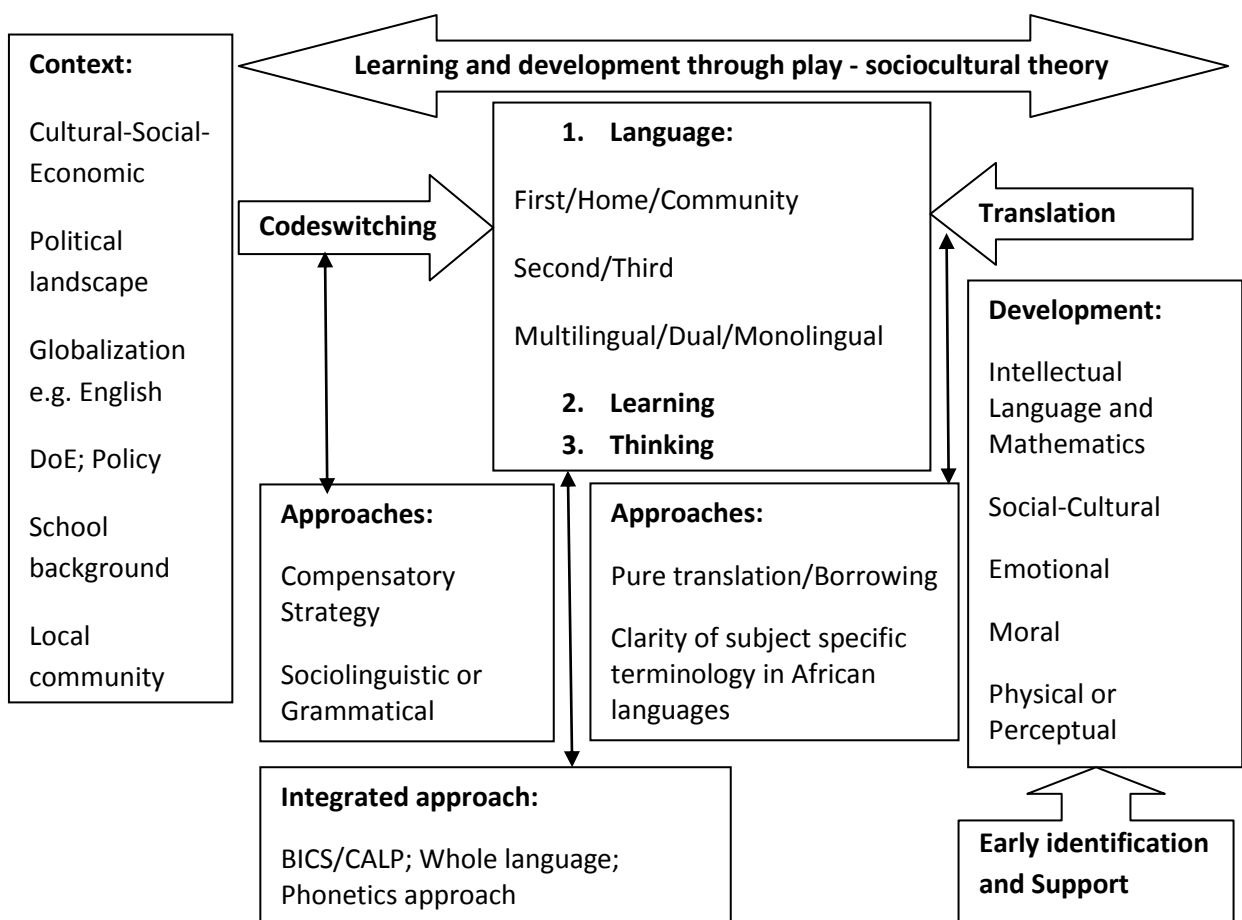 Context:
Cultural-Social-
Economic
Political
landscape
Globalization
e.g. English
DoE; Policy
School
background
Local
community
Learning and development through play - sociocultural theory
Codeswitching
1. Language:
First/Home/Community
Second/Third
Multilingual/Dual/Monolingual
2. Learning
3. Thinking
Translation
Approaches:
Compensatory
Strategy
Sociolinguistic or
Grammatical
Approaches:
Pure translation/Borrowing
Clarity of subject specific
terminology in African
languages
Development:
Intellectual
Language and
Mathematics
Social-Cultural
Emotional
Moral
Physical or
Perceptual
Integrated approach:
BICS/CALP; Whole language;
Phonetics approach
Early identification
and Support